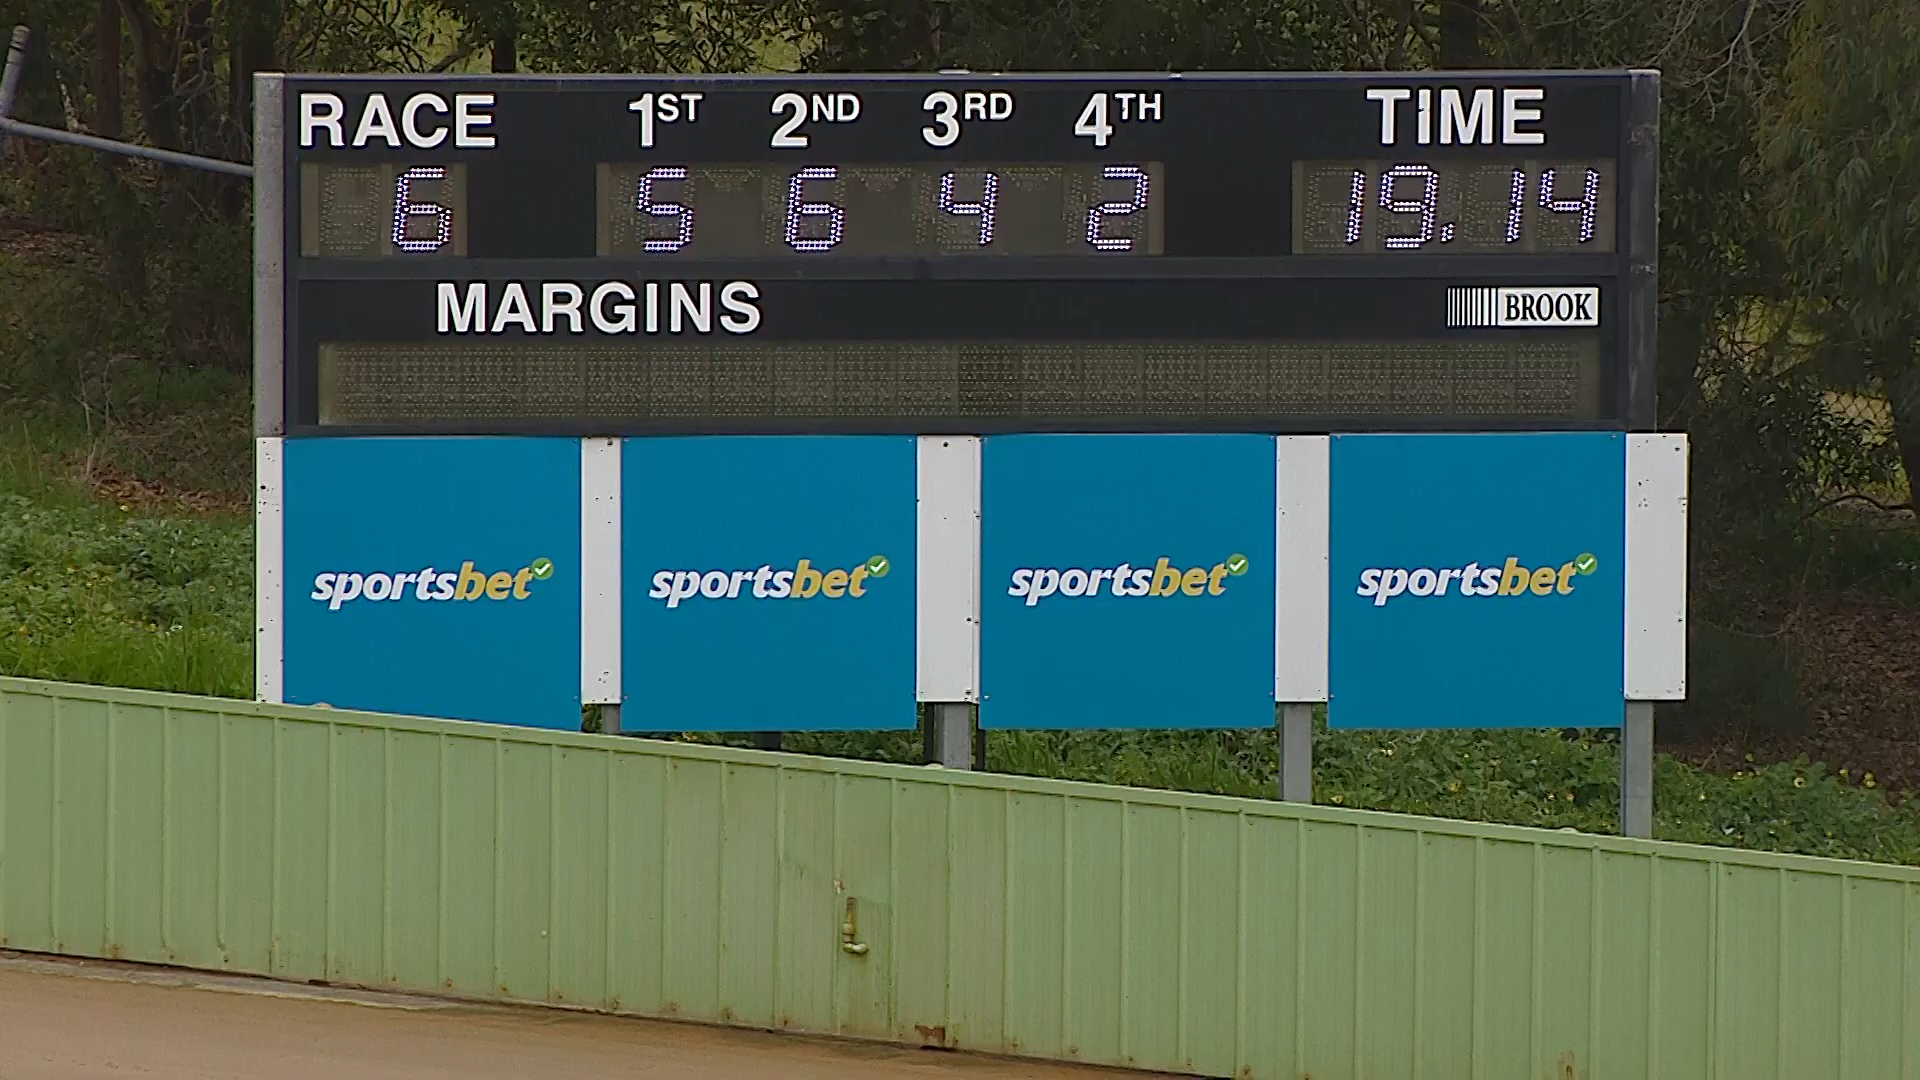 RACE 1ST 2ND 3RD 4TH TIME
6 5 6 4 2 19.14
MARGINS BROOK
sportsbet sportsbet sportsbet sportsbet